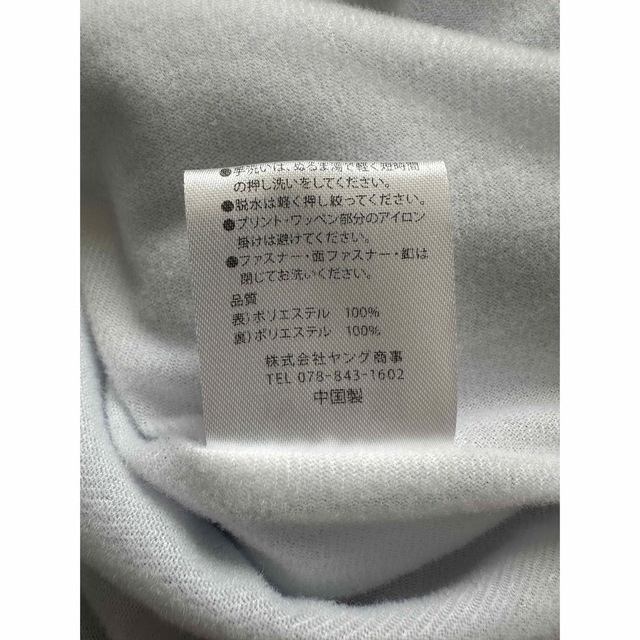 ●手洗いは、ぬるま湯で軽く短時間
の押し洗いをしてください。
●脱水は軽く押し絞ってください。
●プリント・ワッペン部分のアイロン
掛けは避けてください。
●ファスナー・面ファスナー・釦は
閉じてお洗いください。
品質
表)ポリエステル 100%
裏)ポリエステル 100%
株式会社ヤング商事
TEL 078-843-1602
中国製